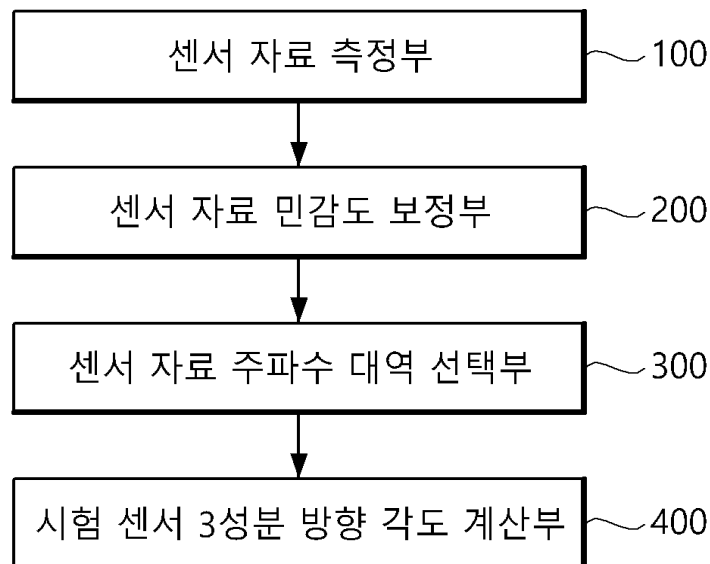 센서 자료 측정부 100
센서 자료 민감도 보정부 200
센서 자료 주파수 대역 선택부 300
시험 센서 3성분 방향 각도 계산부 400